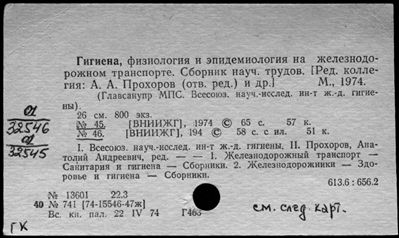 Гигиена, физиология и эпидемиология на железнодо-
рожном транспорте. Сборник науч. трудов. [Ред. колле-
гия: А. А. Прохоров (отв. ред.) и др.] М., 1974.
(Главсанупр МПС. Всесоюз. науч.-исслед. ин-т ж.-д. гигие-
ны).
26 см. 800 экз.
№ 45. [ВНИИЖГ], 1974 © 65 с. 57 к.
№ 46. [ВНИИЖГ], 194 © 58 с. с ил. 51 к.
I. Всесоюз. науч.-исслед. ин-т ж.-д. гигиены, II. Прохоров, Ана-
толий Андреевич, ред. — — 1. Железнодорожный транспорт —
Санитария и гигиена — Сборники. 2. Железнодорожники — Здо-
ровье и гигиена — Сборники.
613.6 : 656.2
№ 13601 22.3
40 № 741 [74-15546-47ж]
Вс. кн. пал. 22 IV 74 Г463
01
32546
01
32545
см. след. карт.
ГК